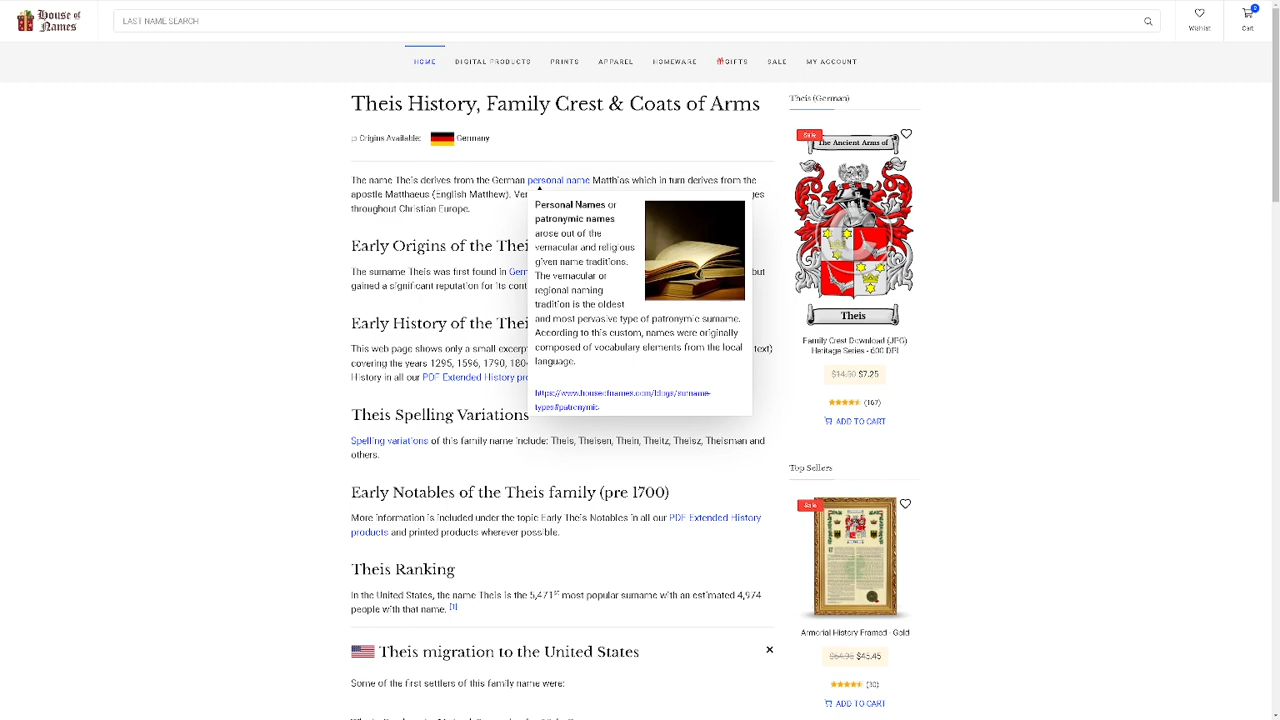 House of
Names
LAST NAME SEARCH
Wishlist
0
Cart
HOME
DIGITAL PRODUCTS
PRINTS
APPAREL
HOMEWARE
GIFTS
SALE
MY ACCOUNT
Theis History, Family Crest & Coats of Arms
Origins Available: Germany
The name Theis derives from the German personal name Matthias which in turn derives from the
apostle Matthaeus (English Matthew). Ver
throughout Christian Europe.
Personal Names or
patronymic names
arose out of the
vernacular and religious
given name traditions.
The vernacular or
regional naming
tradition is the oldest
and most pervasive type of patronymic surname.
According to this custom, names were originally
composed of vocabulary elements from the local
language.
https://www.houseofnames.com/blogs/surname-
types#patronymic.
Early Origins of the Thei
The surname Theis was first found in Germ but
gained a significant reputation for its cont
Early History of the Thei
This web page shows only a small excerp text)
covering the years 1295, 1596, 1790, 180
History in all our PDF Extended History pro
Theis Spelling Variations
Spelling variations of this family name include: Theis, Theisen, Thein, Theitz, Theisz, Theisman and
others.
Early Notables of the Theis family (pre 1700)
More information is included under the topic Early Theis Notables in all our PDF Extended History
products and printed products wherever possible.
Theis Ranking
In the United States, the name Theis is the 5,471st most popular surname with an estimated 4,974
people with that name. [1]
Theis migration to the United States
Some of the first settlers of this family name were:
Theis (German)
Sale
The Ancient Arms of
Theis
Family Crest Download (JPG)
Heritage Series - 600 DPI
$14.50 $7.25
(167)
ADD TO CART
Top Sellers
Sale
Armorial History Framed - Gold
$64.95 $45.45
(30)
ADD TO CART